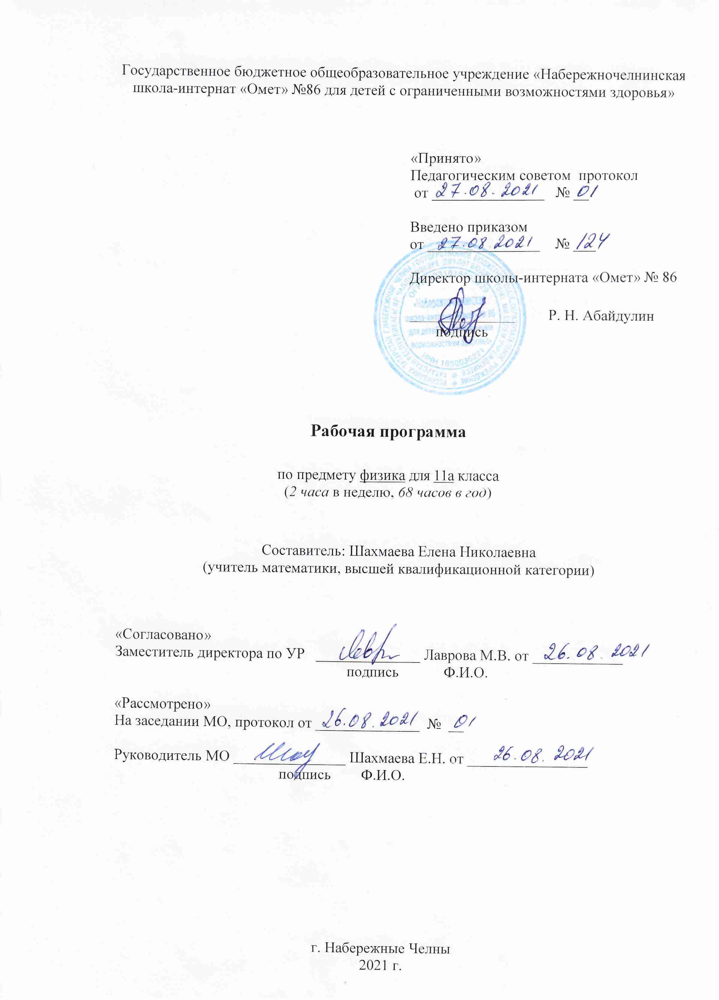 Государственное бюджетное общеобразовательное учреждение «Набережночелнинская
школа-интернат «Омет» №86 для детей с ограниченными возможностями здоровья»
«Принято»
Педагогическим советом протокол
от 27.08.2021 № 01
Введено приказом
от 27.08 2021 № 124
Директор школы-интерната «Омет» № 86
Р. Н. Абайдулин
подпись
ИНН 1650036221
Рабочая программа
по предмету физика для 11а класса
(2 часа в неделю, 68 часов в год)
Составитель: Шахмаева Елена Николаевна
(учитель математики, высшей квалификационной категории)
«Согласовано»
Заместитель директора по УР Лаврова М.В. от 26.08.2021
подпись Ф.И.О.
«Рассмотрено»
На заседании МО, протокол от 26.08.2021 № 01
Руководитель МО Шахмаева Е.Н. от 26.08.2021
подпись Ф.И.О.
г. Набережные Челны
2021 г.